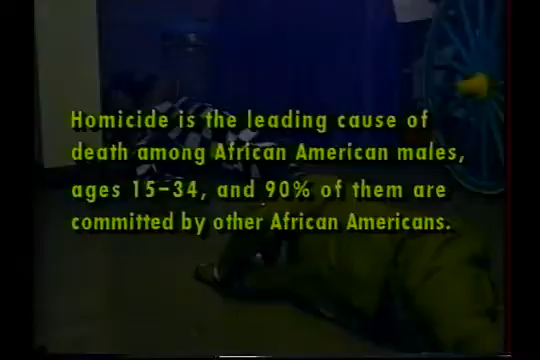 Homicide is the leading cause of
death among African American males,
ages 15-34, and 90% of them are
committed by other African Americans.